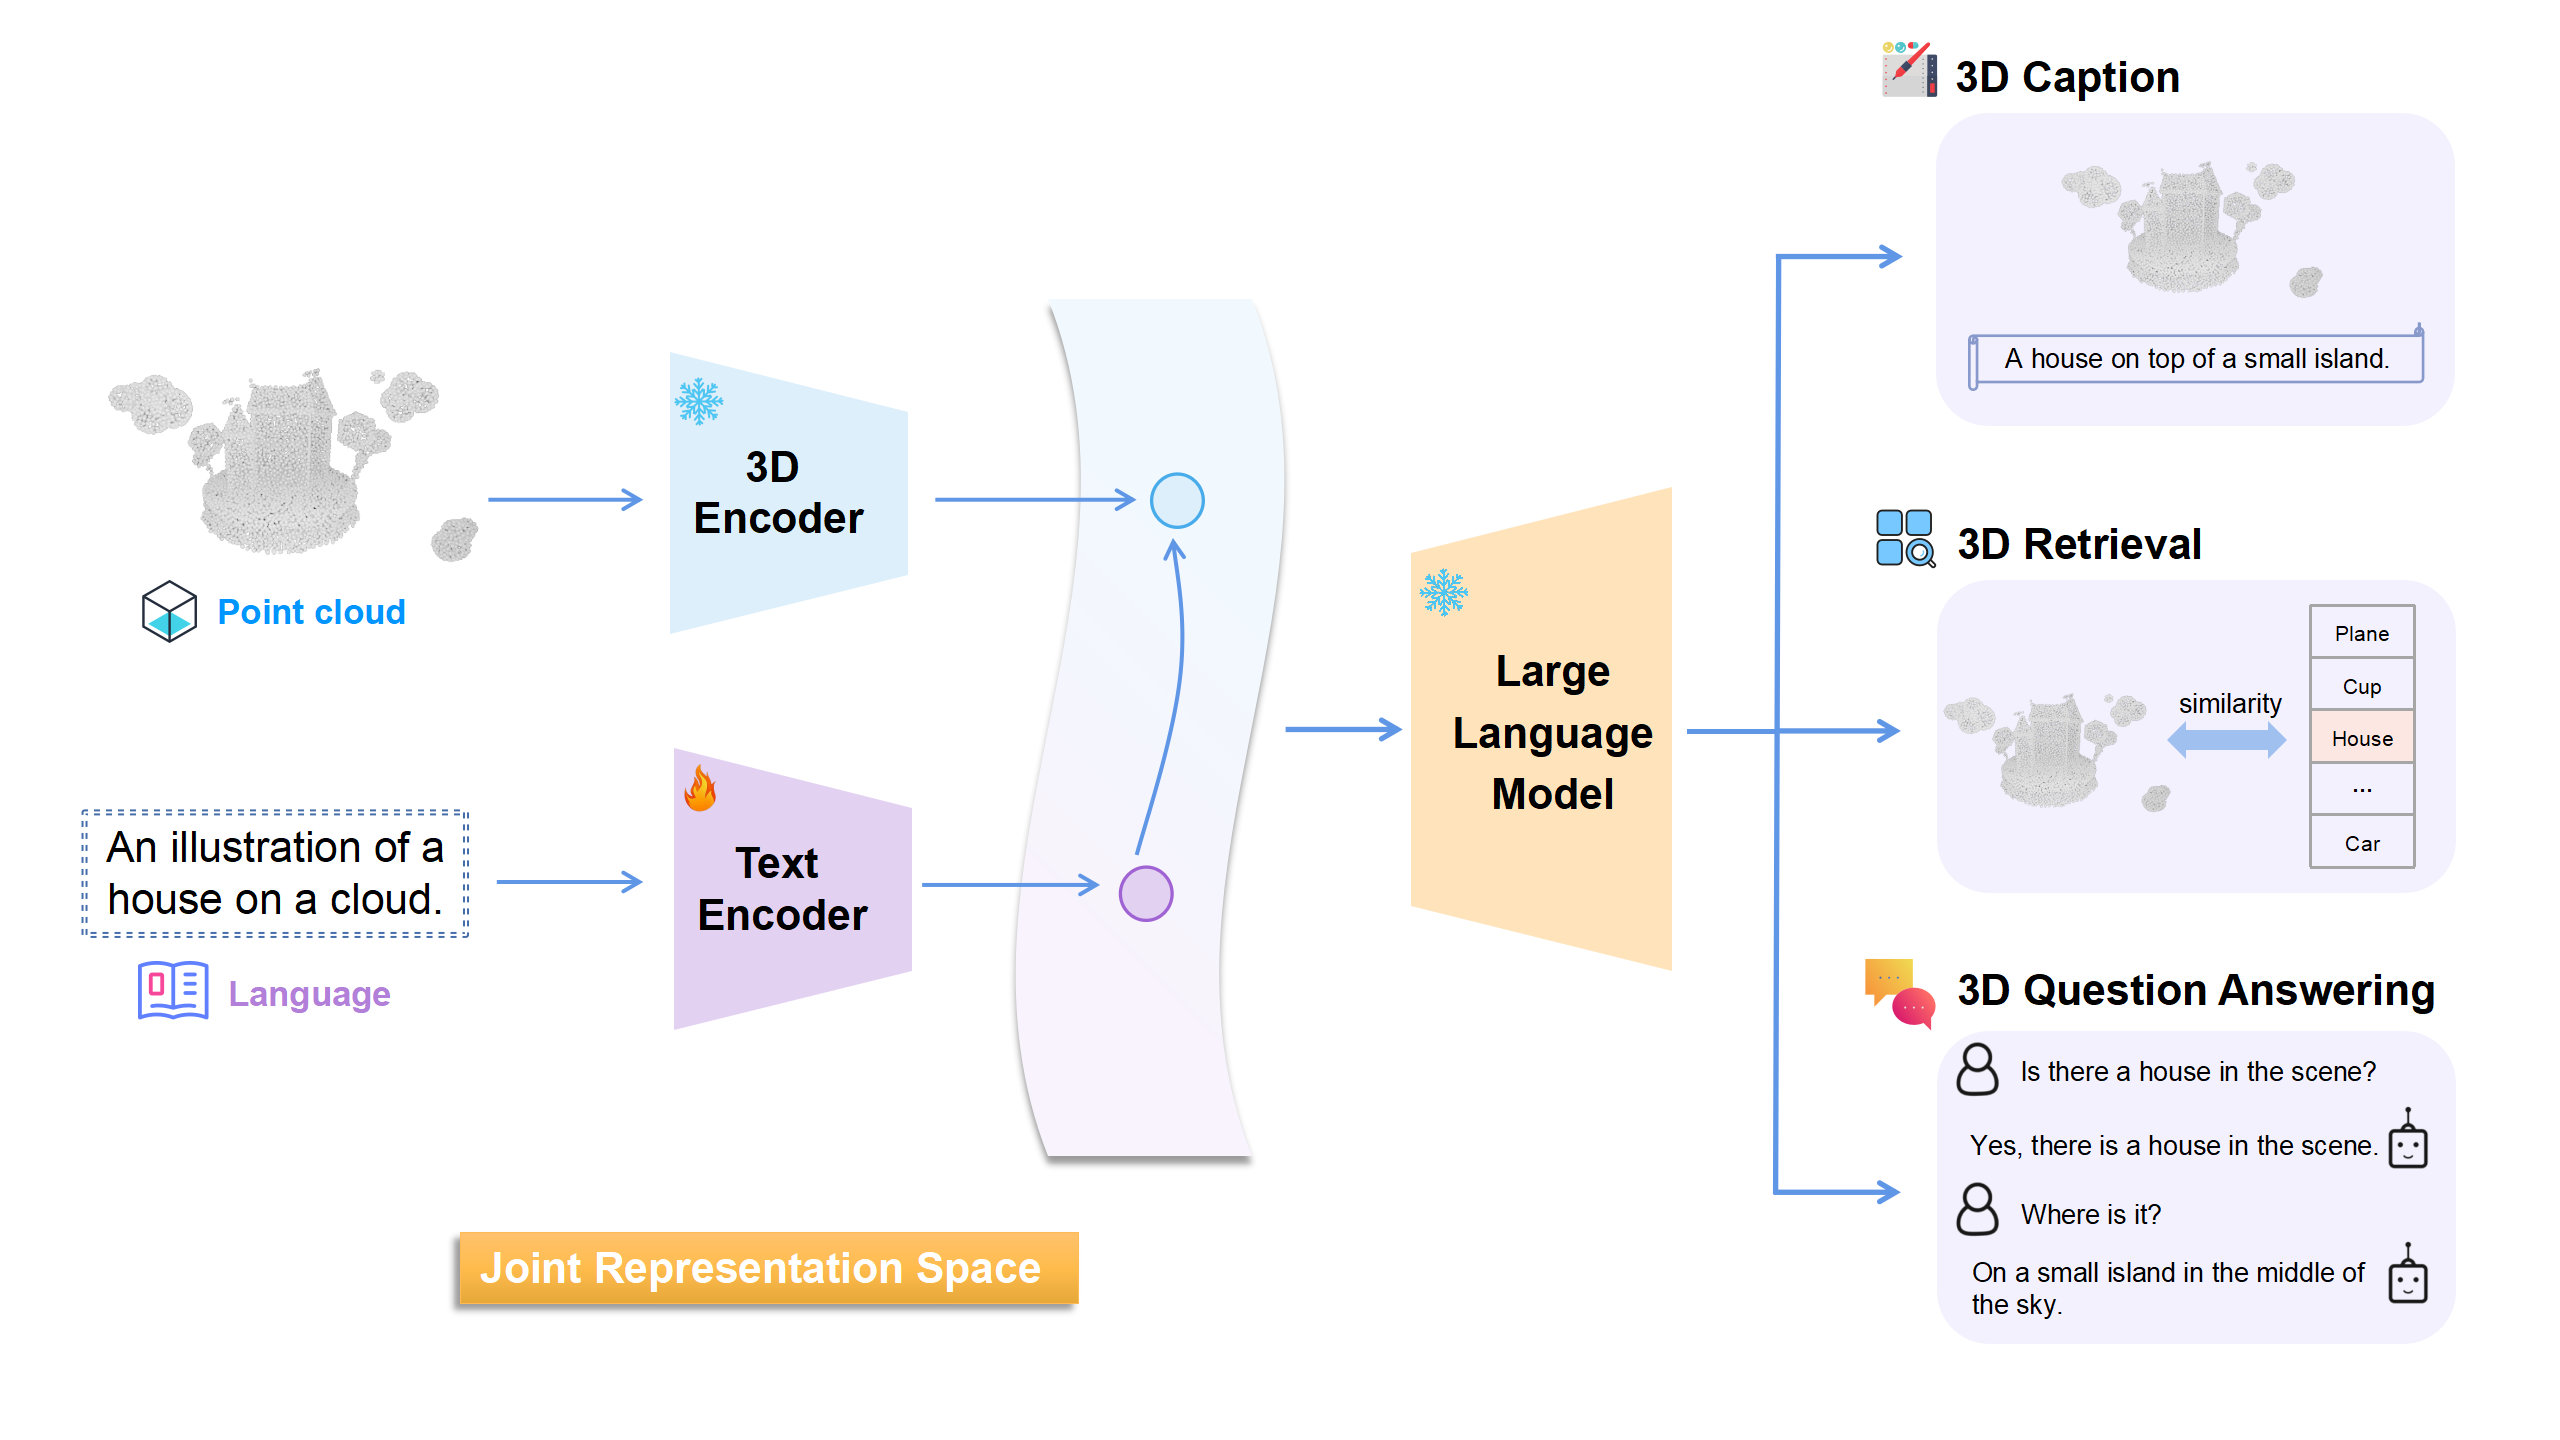 Point cloud
An illustration of a
house on a cloud.
Language
3D
Encoder
Text
Encoder
Joint Representation Space
Large
Language
Model
3D Caption
A house on top of a small island.
3D Retrieval
similarity
Plane
Cup
House
...
Car
3D Question Answering
Is there a house in the scene?
Yes, there is a house in the scene.
Where is it?
On a small island in the middle of
the sky.